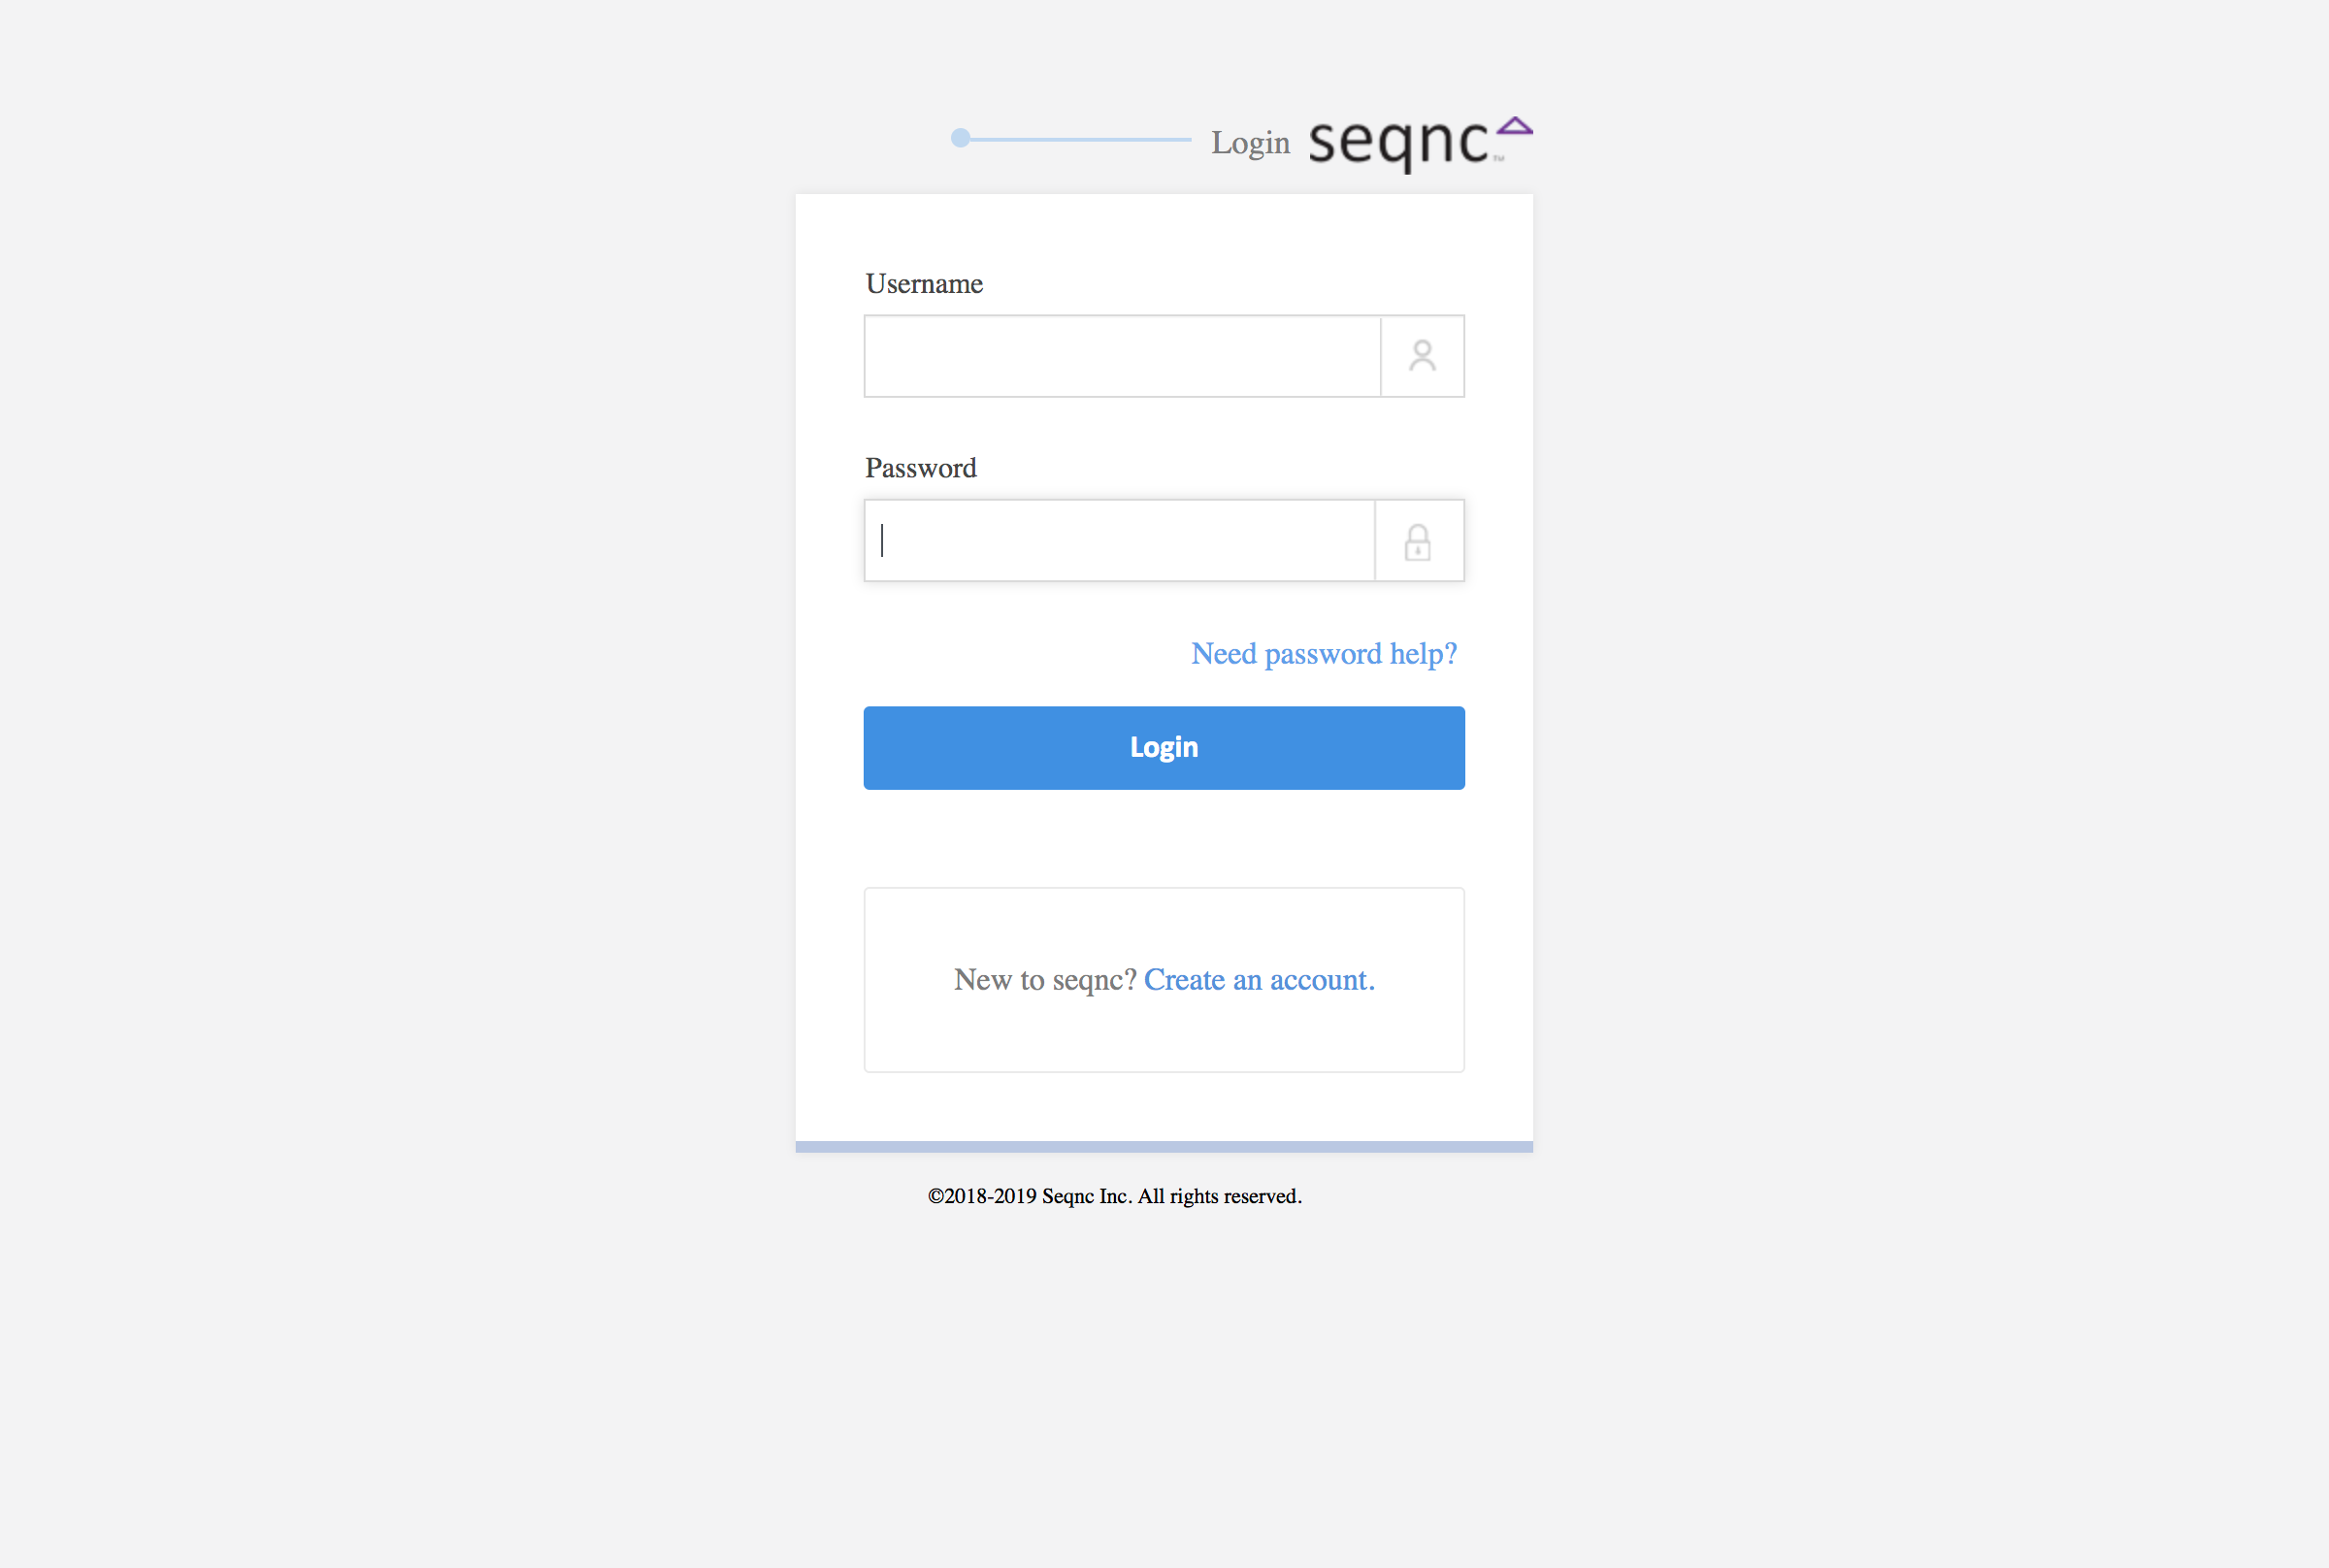 Login seqnc™
Username
Password
Need password help?
Login
New to seqnc? Create an account.
©2018-2019 Seqnc Inc. All rights reserved.